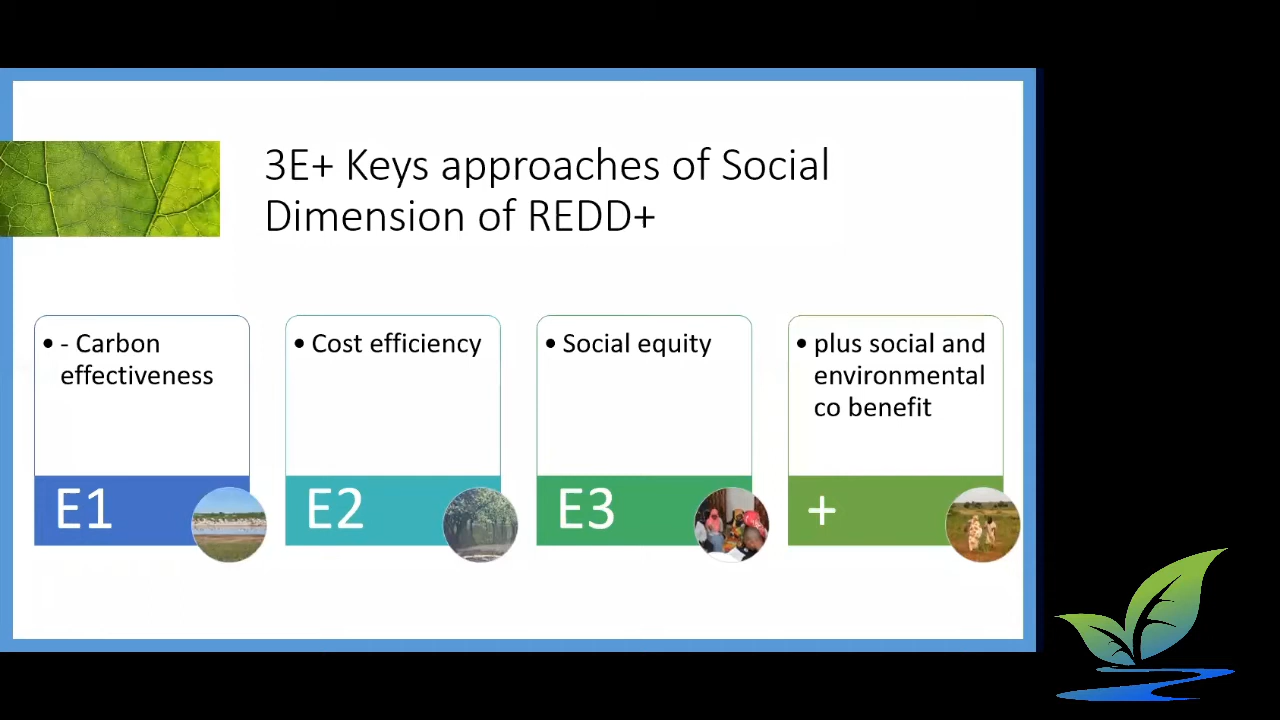 3E+ Keys approaches of Social
Dimension of REDD+
• - Carbon
effectiveness
E1
• Cost efficiency
E2
• Social equity
E3
• plus social and
environmental
co benefit
+